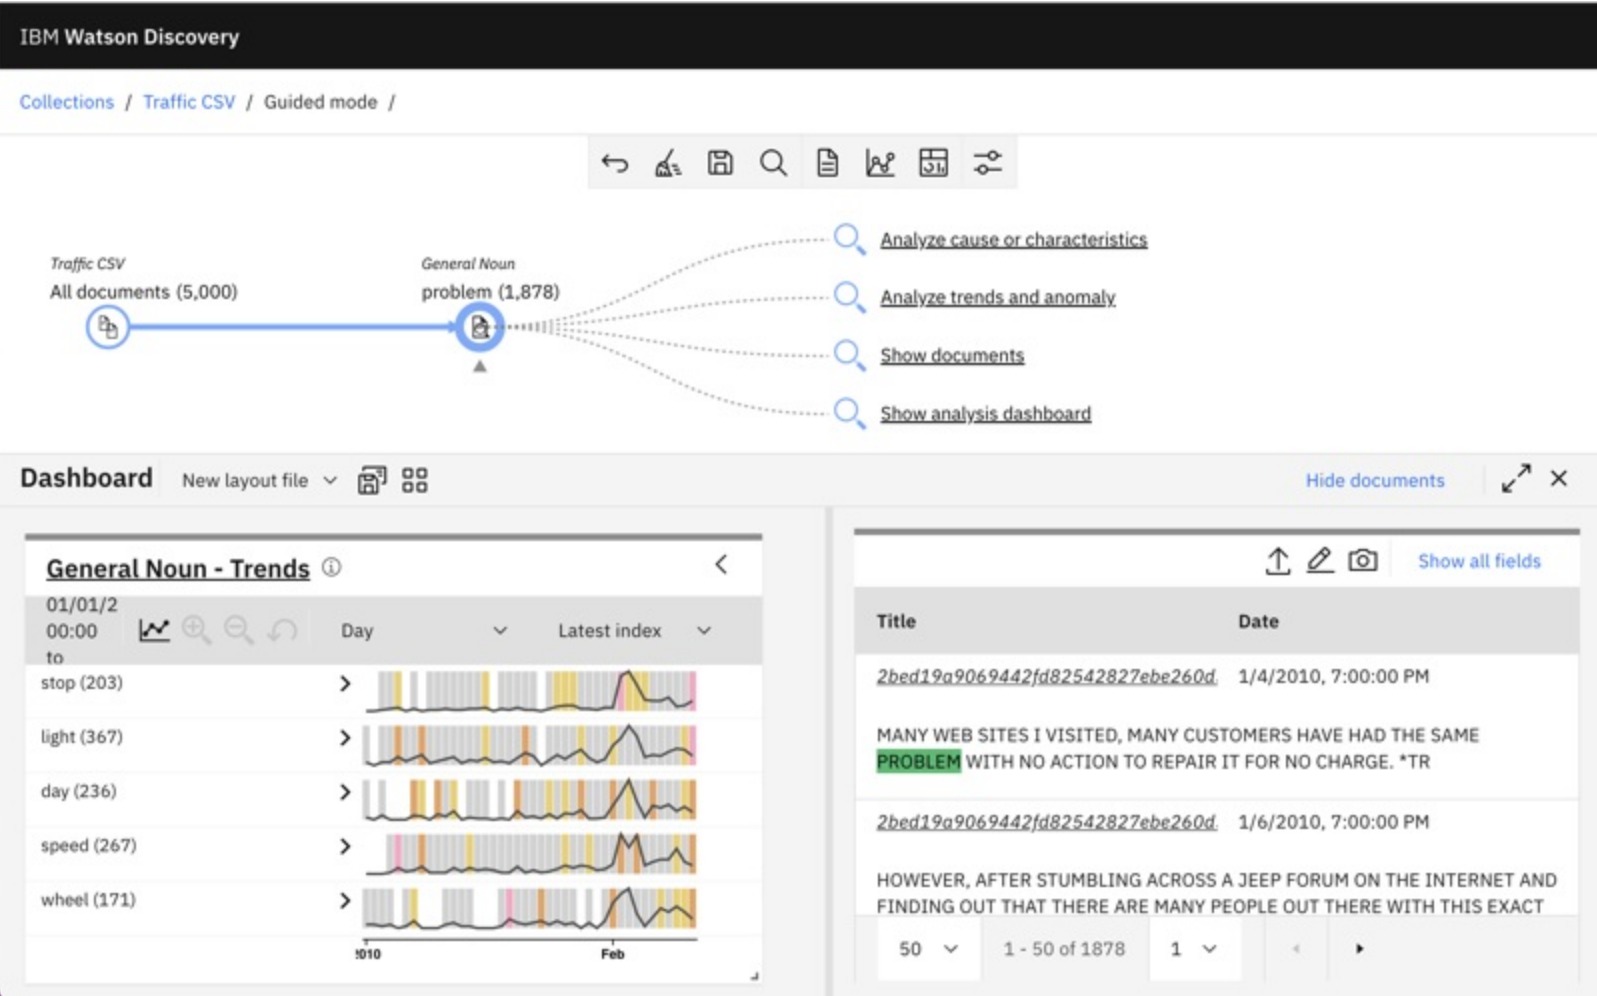 IBM Watson Discovery
Collections / Traffic CSV / Guided mode /
Traffic CSV
All documents (5,000)
General Noun
problem (1,878)
Analyze cause or characteristics
Analyze trends and anomaly
Show documents
Show analysis dashboard
Dashboard
New layout file
Hide documents
General Noun - Trends
01/01/2
00:00
to
Day
Latest index
stop (203)
light (367)
day (236)
speed (267)
wheel (171)
2010
Feb
Show all fields
Title Date
2bed19a9069442fd82542827ebe260d. 1/4/2010, 7:00:00 PM
MANY WEB SITES I VISITED, MANY CUSTOMERS HAVE HAD THE SAME
PROBLEM WITH NO ACTION TO REPAIR IT FOR NO CHARGE. *TR
2bed19a9069442fd82542827ebe260d. 1/6/2010, 7:00:00 PM
HOWEVER, AFTER STUMBLING ACROSS A JEEP FORUM ON THE INTERNET AND
FINDING OUT THAT THERE ARE MANY PEOPLE OUT THERE WITH THIS EXACT
50 1 - 50 of 1878 1